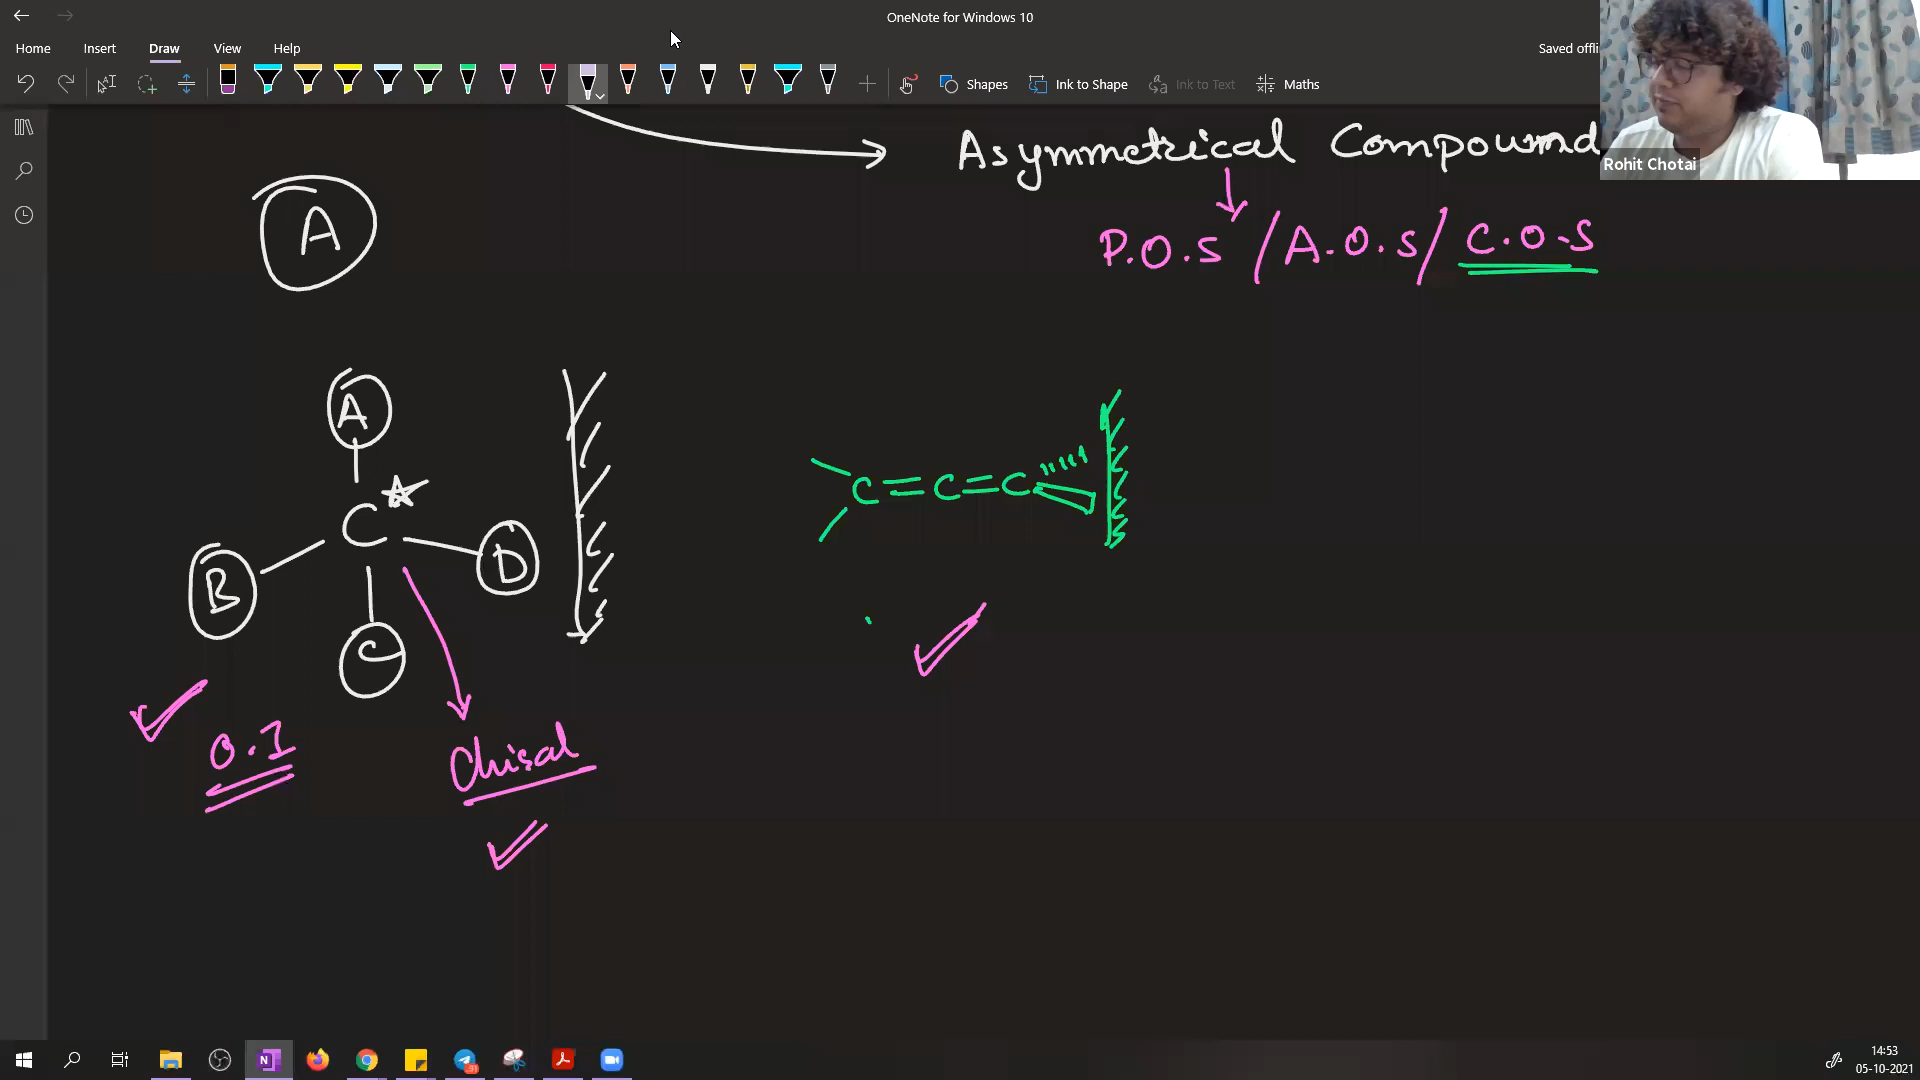 OneNote for Windows 10
Home Insert Draw View Help
Saved offli
Shapes Ink to Shape Ink to Text Maths
Asymmetrical Compound
Rohit Chotai
P.O.S / A.O.S / C.O.S
A
A
C
B
D
C
C = C = C
O.I
Chiral
14:53
05-10-2021